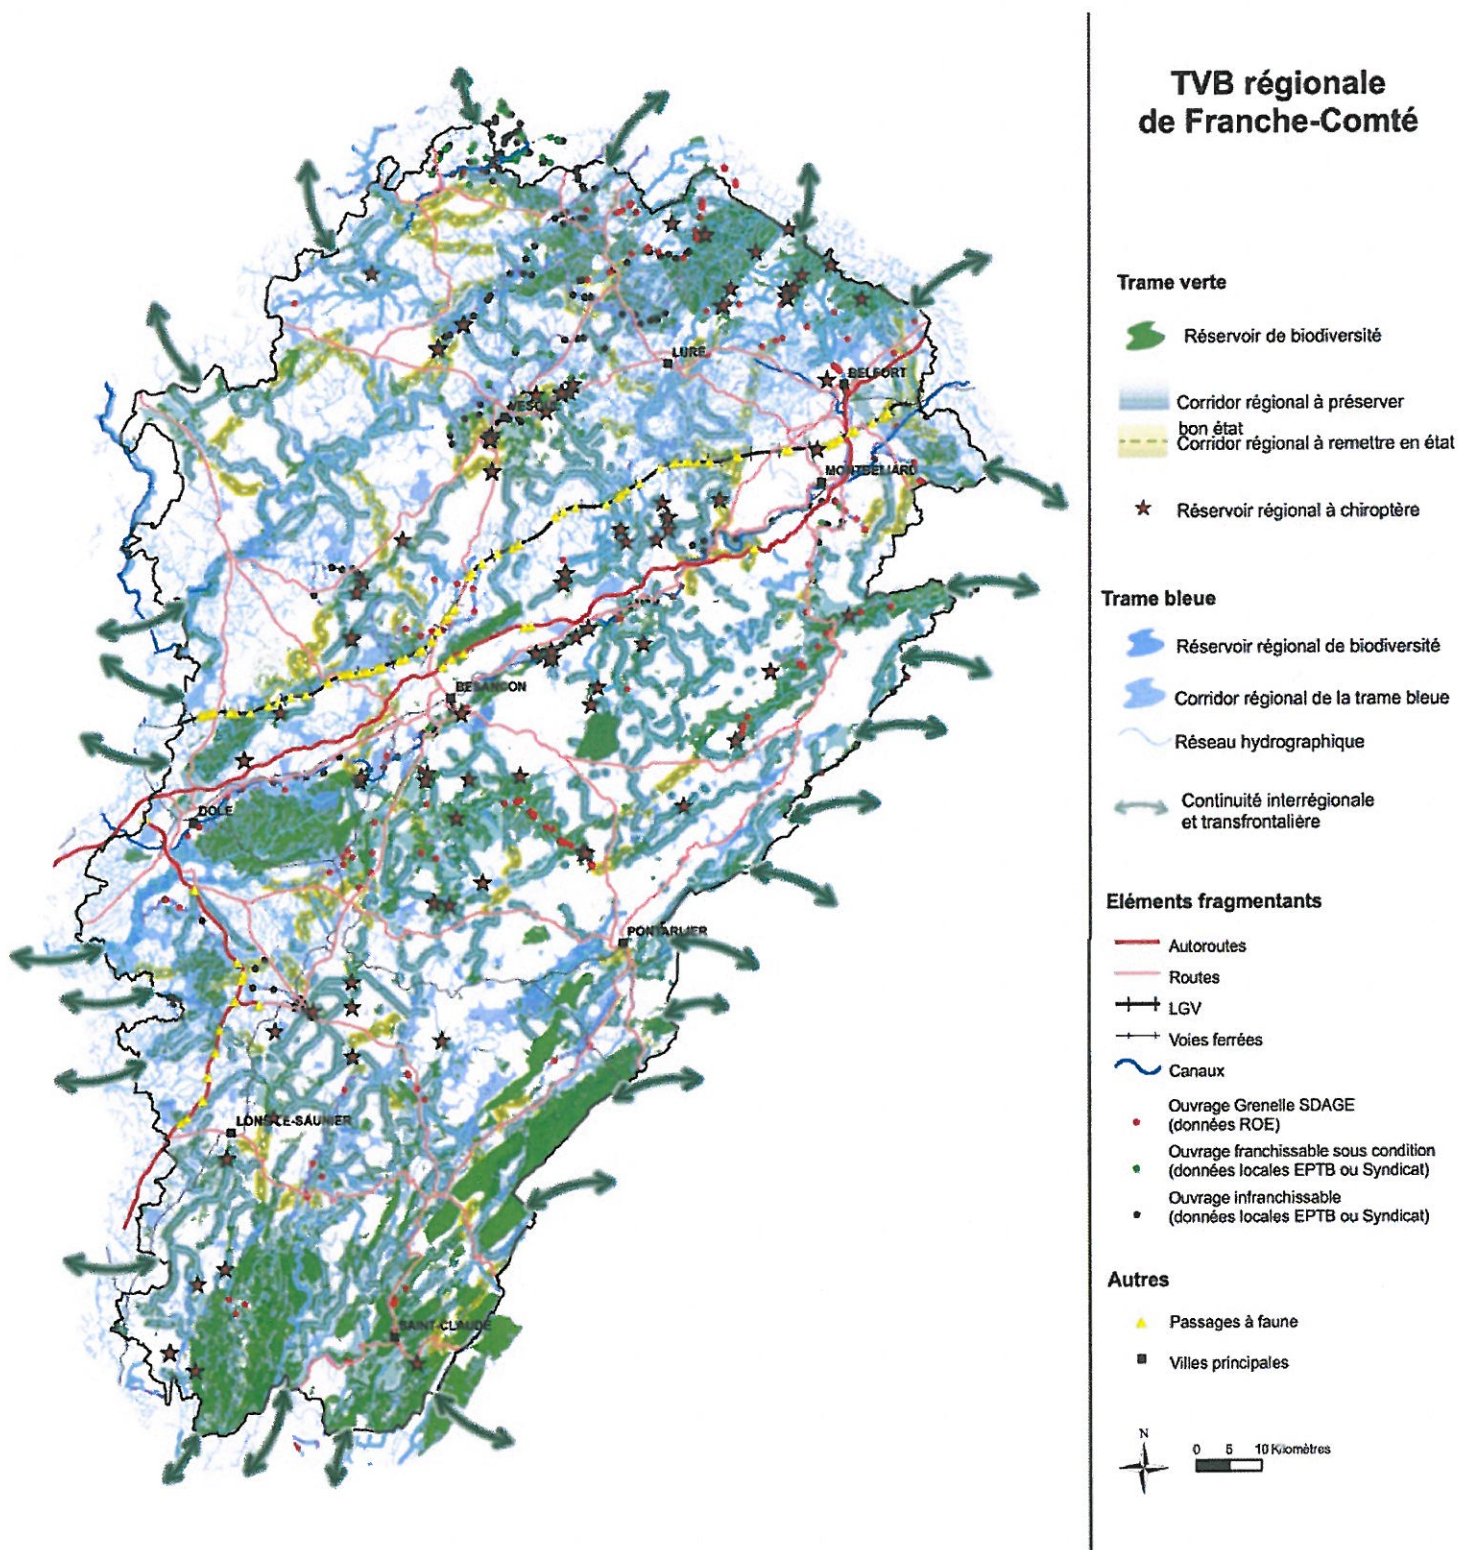 TVB régionale
de Franche-Comté
Trame verte
Réservoir de biodiversité
Corridor régional à préserver
bon état
Corridor régional à remettre en état
Réservoir régional à chiroptère
Trame bleue
Réservoir régional de biodiversité
Corridor régional de la trame bleue
Réseau hydrographique
Continuité interrégionale
et transfrontalière
Eléments fragmentants
Autoroutes
Routes
LGV
Voies ferrées
Canaux
Ouvrage Grenelle SDAGE
(données ROE)
Ouvrage franchissable sous condition
(données locales EPTB ou Syndicat)
Ouvrage infranchissable
(données locales EPTB ou Syndicat)
Autres
Passages à faune
Villes principales
N
0 5 10 Kilomètres
LURE
BELFORT
MONTBELIARD
BESANCON
DOLE
PONTARLIER
LONS-LE-SAUNIER
SAINT-CLAUDE